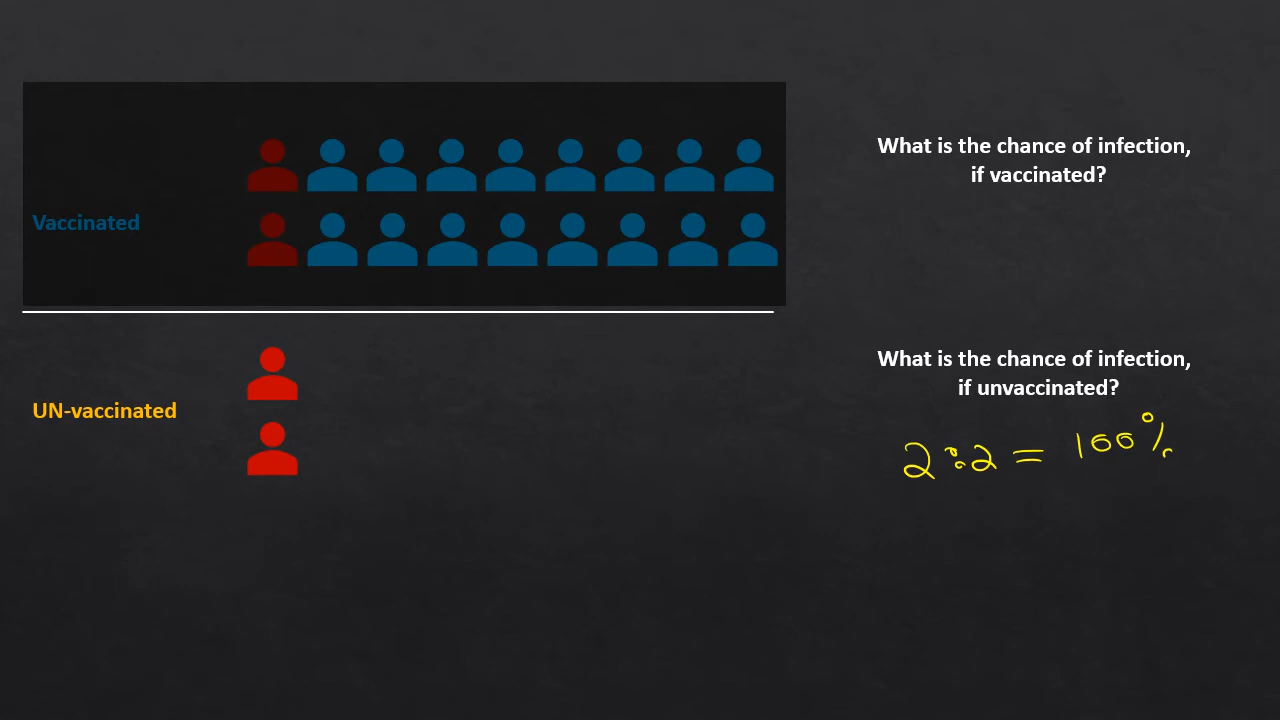 What is the chance of infection,
if vaccinated?
Vaccinated
What is the chance of infection,
if unvaccinated?
UN-vaccinated
2:2 = 100%